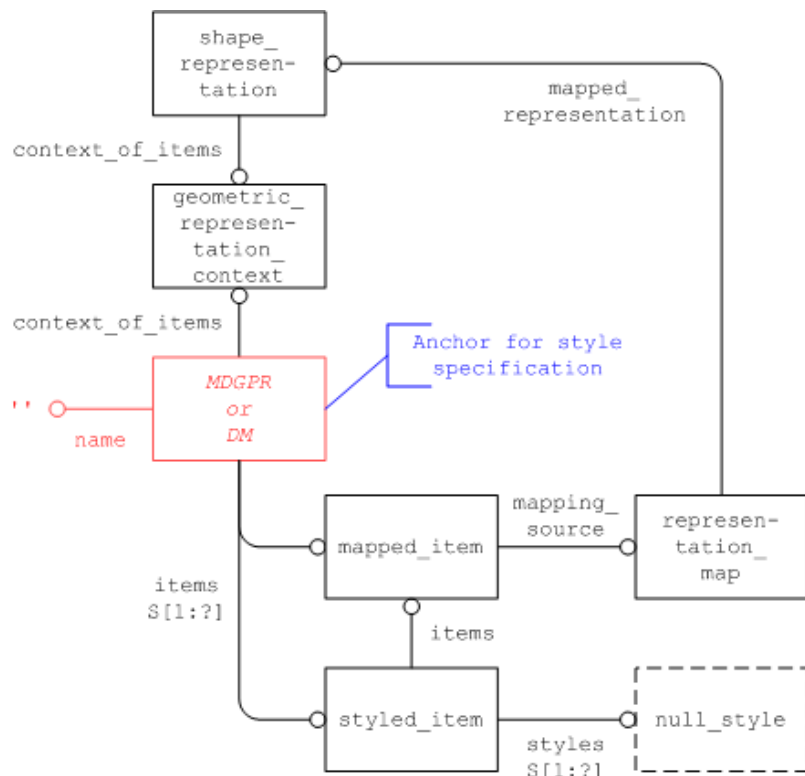 shape_
represen-
tation
mapped_
representation
context_of_items
geometric_
represen-
tation_
context
context_of_items
Anchor for style
specification
MDGPR
or
DM
''
name
mapping_
source
represen-
tation_
map
mapped_item
items
S[1:?]
items
styled_item
null_style
styles
S[1:?]